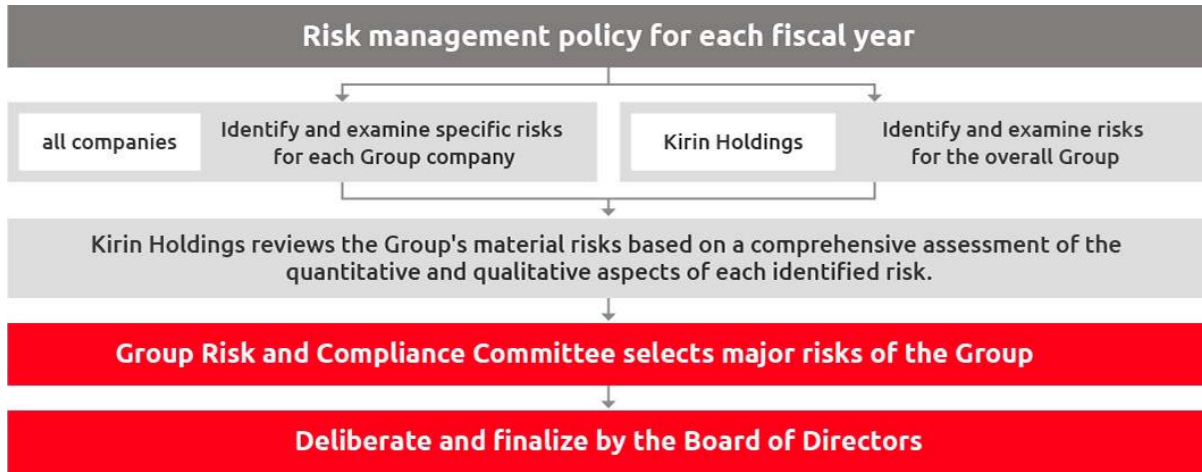 Risk management policy for each fiscal year
all companies
Identify and examine specific risks
for each Group company
Kirin Holdings
Identify and examine risks
for the overall Group
Kirin Holdings reviews the Group's material risks based on a comprehensive assessment of the
quantitative and qualitative aspects of each identified risk.
Group Risk and Compliance Committee selects major risks of the Group
Deliberate and finalize by the Board of Directors